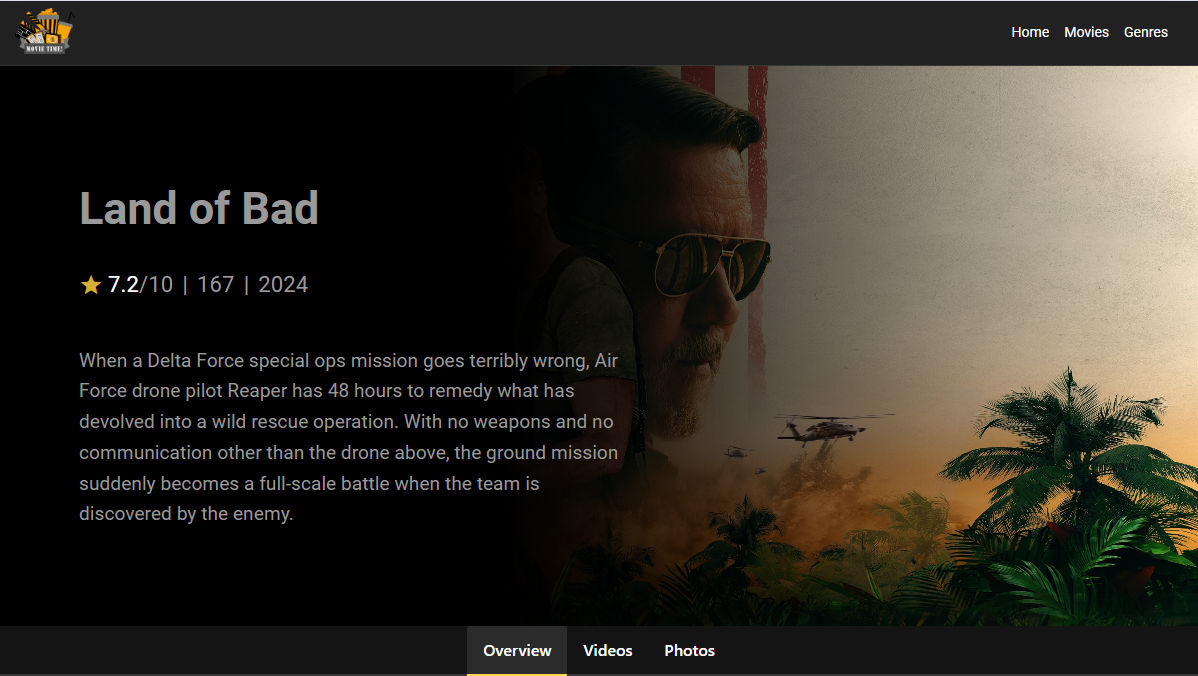 MOVIE TIME!
Home Movies Genres
Land of Bad
7.2/10 | 167 | 2024
When a Delta Force special ops mission goes terribly wrong, Air
Force drone pilot Reaper has 48 hours to remedy what has
devolved into a wild rescue operation. With no weapons and no
communication other than the drone above, the ground mission
suddenly becomes a full-scale battle when the team is
discovered by the enemy.
Overview Videos Photos